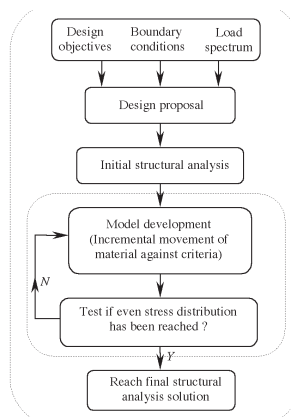 Design Boundary Load
objectives conditions spectrum
Design proposal
Initial structural analysis
Model development
(Incremental movement of
material against criteria)
N
Test if even stress distribution
has been reached ?
Y
Reach final structural
analysis solution